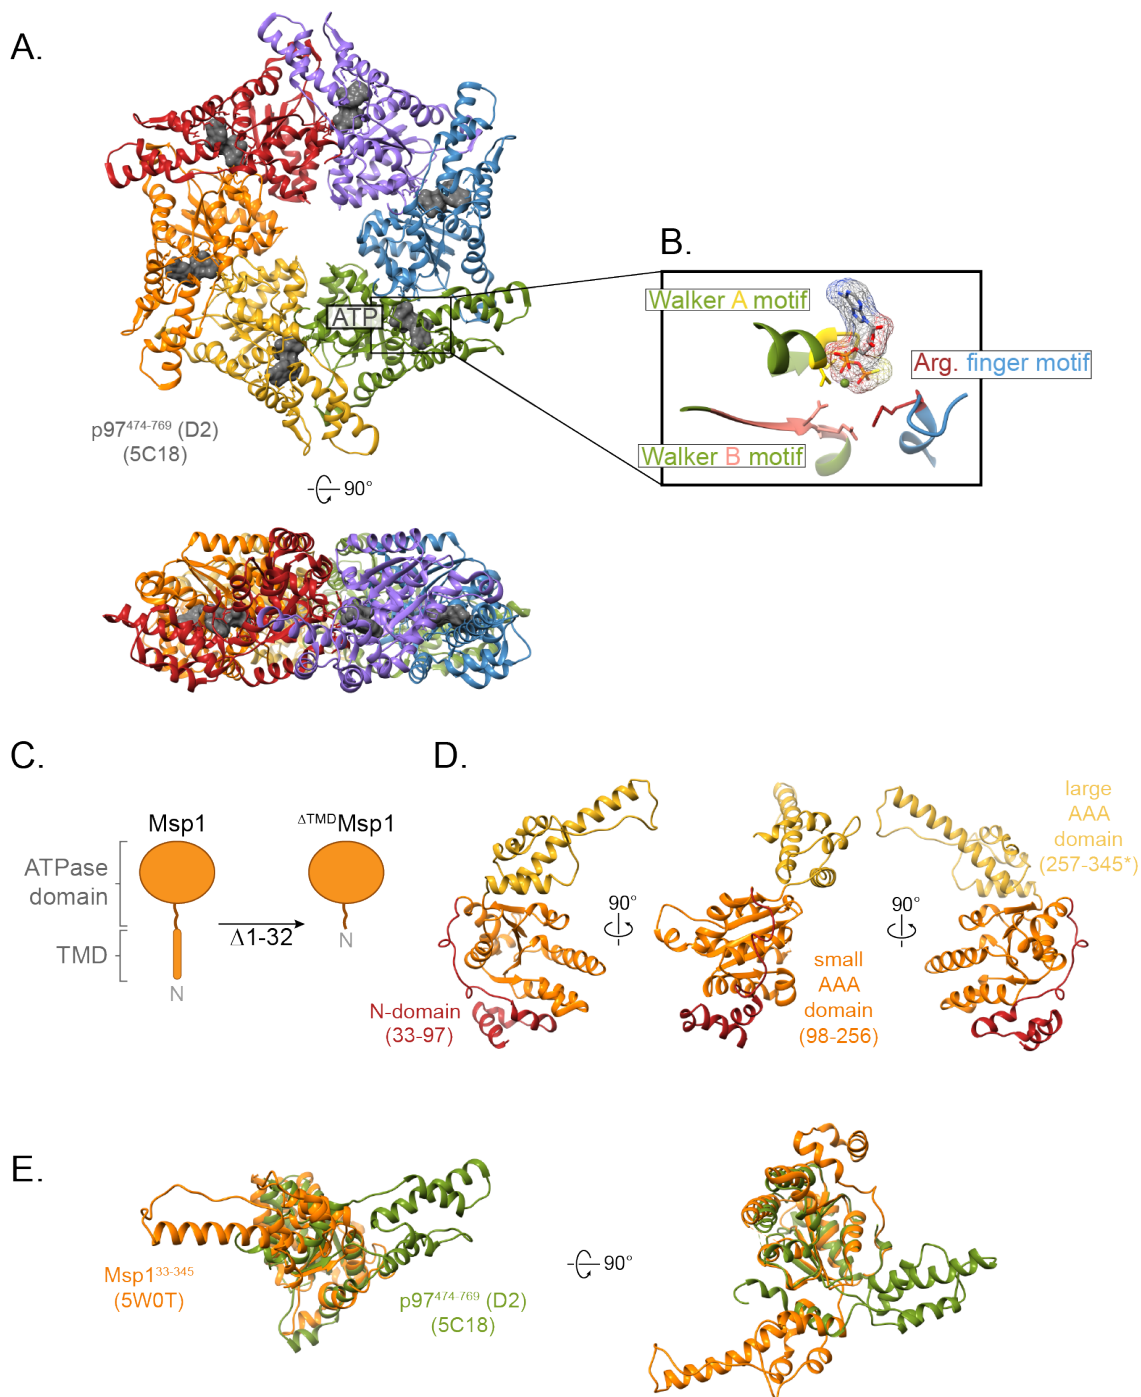 A.
ATP
p97474-769 (D2)
(5C18)
90°
B.
Walker A motif
Arg. finger motif
Walker B motif
C.
Msp1
ΔTMDMsp1
ATPase
domain
TMD
Δ1-32
N
N
D.
large
AAA
domain
(257-345*)
90°
90°
small
AAA
domain
(98-256)
N-domain
(33-97)
E.
Msp133-345
(5W0T)
p97474-769 (D2)
(5C18)
90°